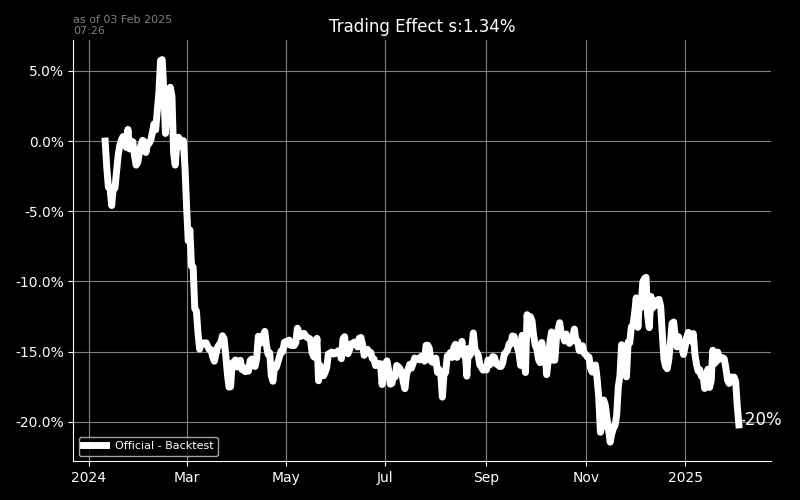 as of 03 Feb 2025
07:26
Trading Effect s:1.34%
5.0%
0.0%
-5.0%
-10.0%
-15.0%
-20.0%
-20%
Official - Backtest
2024 Mar May Jul Sep Nov 2025